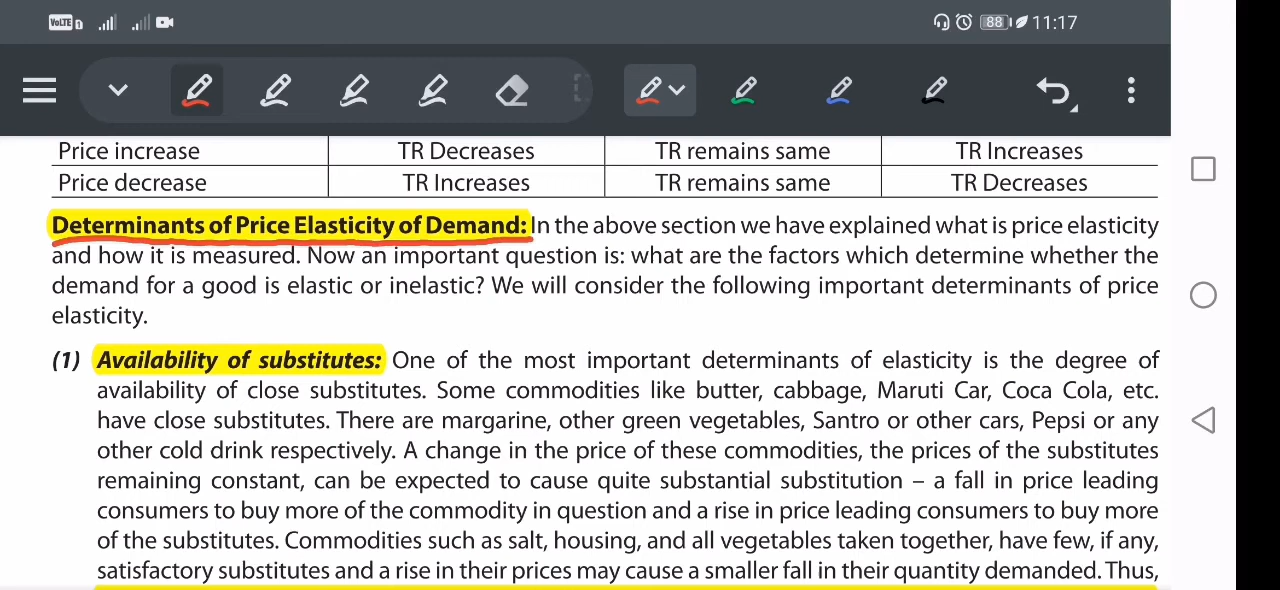 VoLTE 88 11:17
Price increase TR Decreases TR remains same TR Increases
Price decrease TR Increases TR remains same TR Decreases
Determinants of Price Elasticity of Demand: In the above section we have explained what is price elasticity
and how it is measured. Now an important question is: what are the factors which determine whether the
demand for a good is elastic or inelastic? We will consider the following important determinants of price
elasticity.
(1) Availability of substitutes: One of the most important determinants of elasticity is the degree of
availability of close substitutes. Some commodities like butter, cabbage, Maruti Car, Coca Cola, etc.
have close substitutes. There are margarine, other green vegetables, Santro or other cars, Pepsi or any
other cold drink respectively. A change in the price of these commodities, the prices of the substitutes
remaining constant, can be expected to cause quite substantial substitution – a fall in price leading
consumers to buy more of the commodity in question and a rise in price leading consumers to buy more
of the substitutes. Commodities such as salt, housing, and all vegetables taken together, have few, if any,
satisfactory substitutes and a rise in their prices may cause a smaller fall in their quantity demanded. Thus,